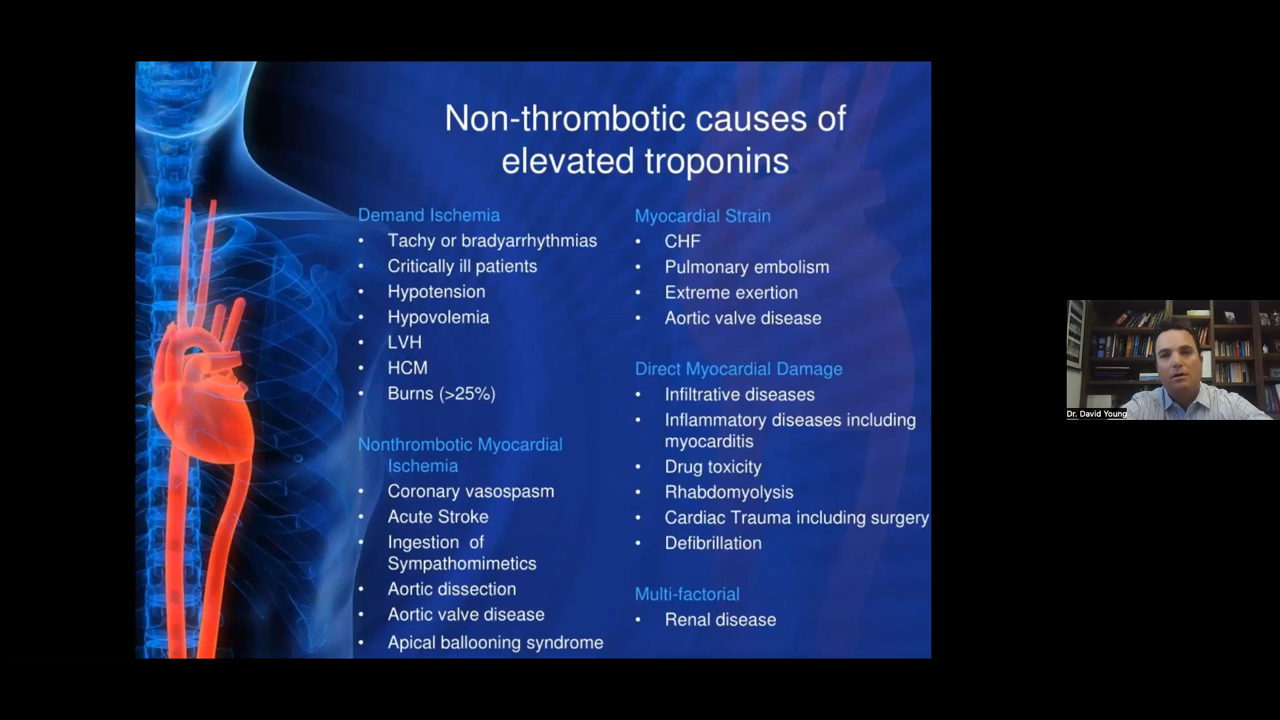 Non-thrombotic causes of
elevated troponins
Demand Ischemia
• Tachy or bradyarrhythmias
• Critically ill patients
• Hypotension
• Hypovolemia
• LVH
• HCM
• Burns (>25%)
Nonthrombotic Myocardial
Ischemia
• Coronary vasospasm
• Acute Stroke
• Ingestion of
Sympathomimetics
• Aortic dissection
• Aortic valve disease
• Apical ballooning syndrome
Myocardial Strain
• CHF
• Pulmonary embolism
• Extreme exertion
• Aortic valve disease
Direct Myocardial Damage
• Infiltrative diseases
• Inflammatory diseases including
myocarditis
• Drug toxicity
• Rhabdomyolysis
• Cardiac Trauma including surgery
• Defibrillation
Multi-factorial
• Renal disease
Dr. David Young